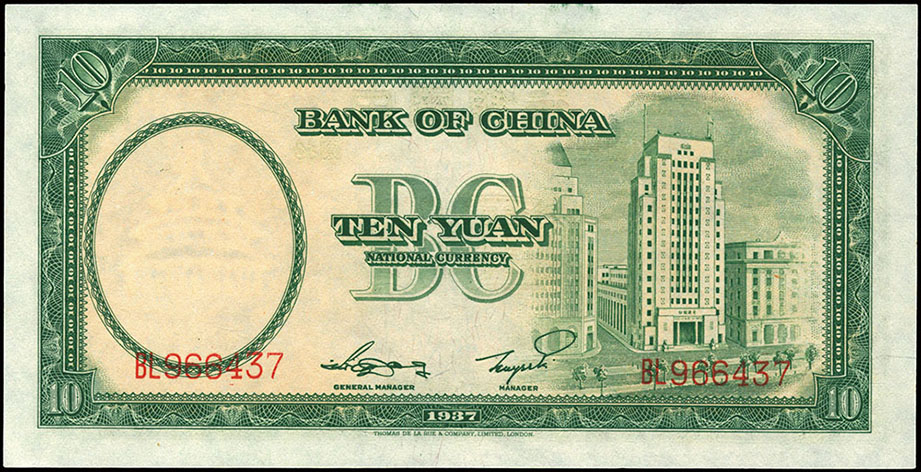 10 10
BANK OF CHINA
BC
TEN YUAN
NATIONAL CURRENCY
BL966437 BL966437
GENERAL MANAGER MANAGER
10 1937 10
THOMAS DE LA RUE & COMPANY, LIMITED, LONDON.